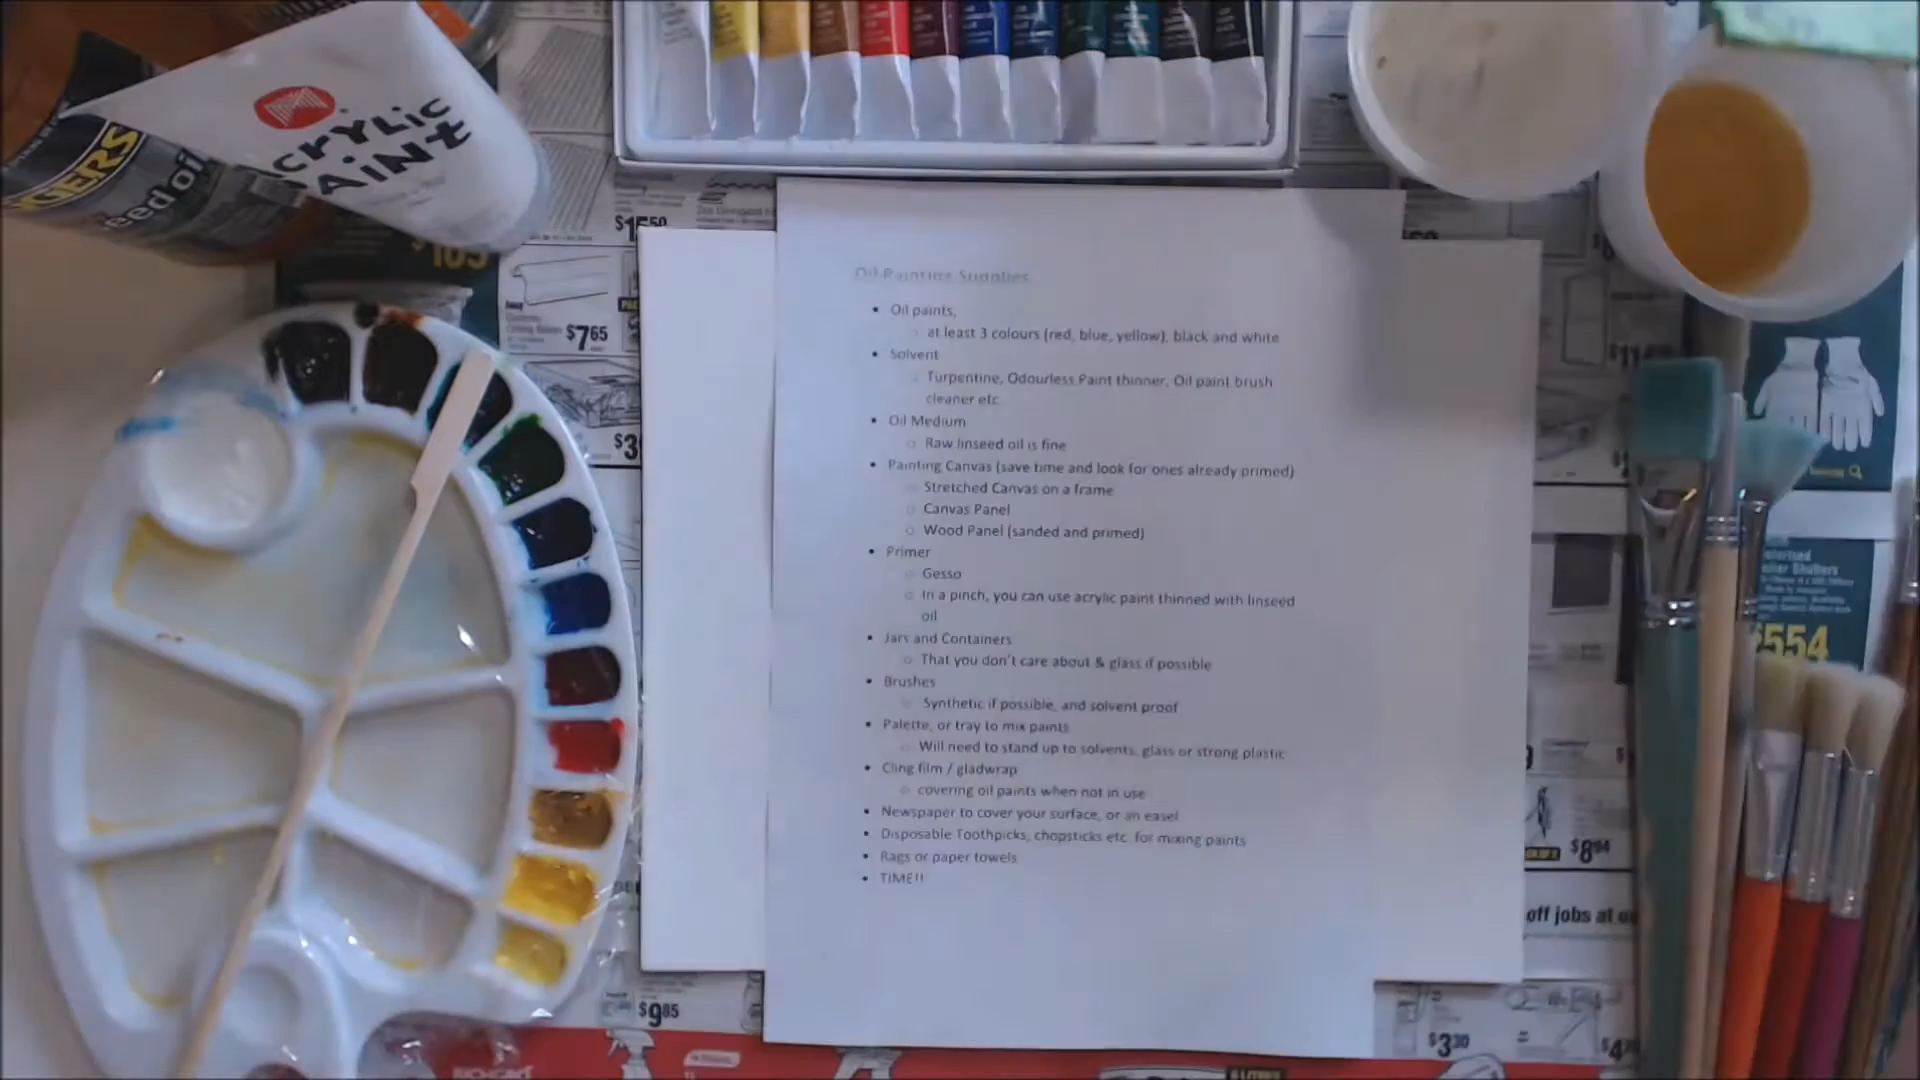 ACRYLIC
PAINT
GERS
eed oil
$15.50
$7.65
Oil Painting Supplies
Oil paints,
at least 3 colours (red, blue, yellow), black and white
Solvent
Turpentine, Odourless Paint thinner, Oil paint brush
cleaner etc
Oil Medium
Raw linseed oil is fine
Painting Canvas (save time and look for ones already primed)
Stretched Canvas on a frame
Canvas Panel
Wood Panel (sanded and primed)
Primer
Gesso
In a pinch, you can use acrylic paint thinned with linseed
oil
Jars and Containers
That you don't care about & glass if possible
Brushes
Synthetic if possible, and solvent proof
Palette, or tray to mix paints
Will need to stand up to solvents, glass or strong plastic
Cling film / gladwrap
covering oil paints when not in use
Newspaper to cover your surface, or an easel
Disposable Toothpicks, chopsticks etc. for mixing paints
Rags or paper towels
TIME!!
$554
off jobs at
$9.85
$3.30